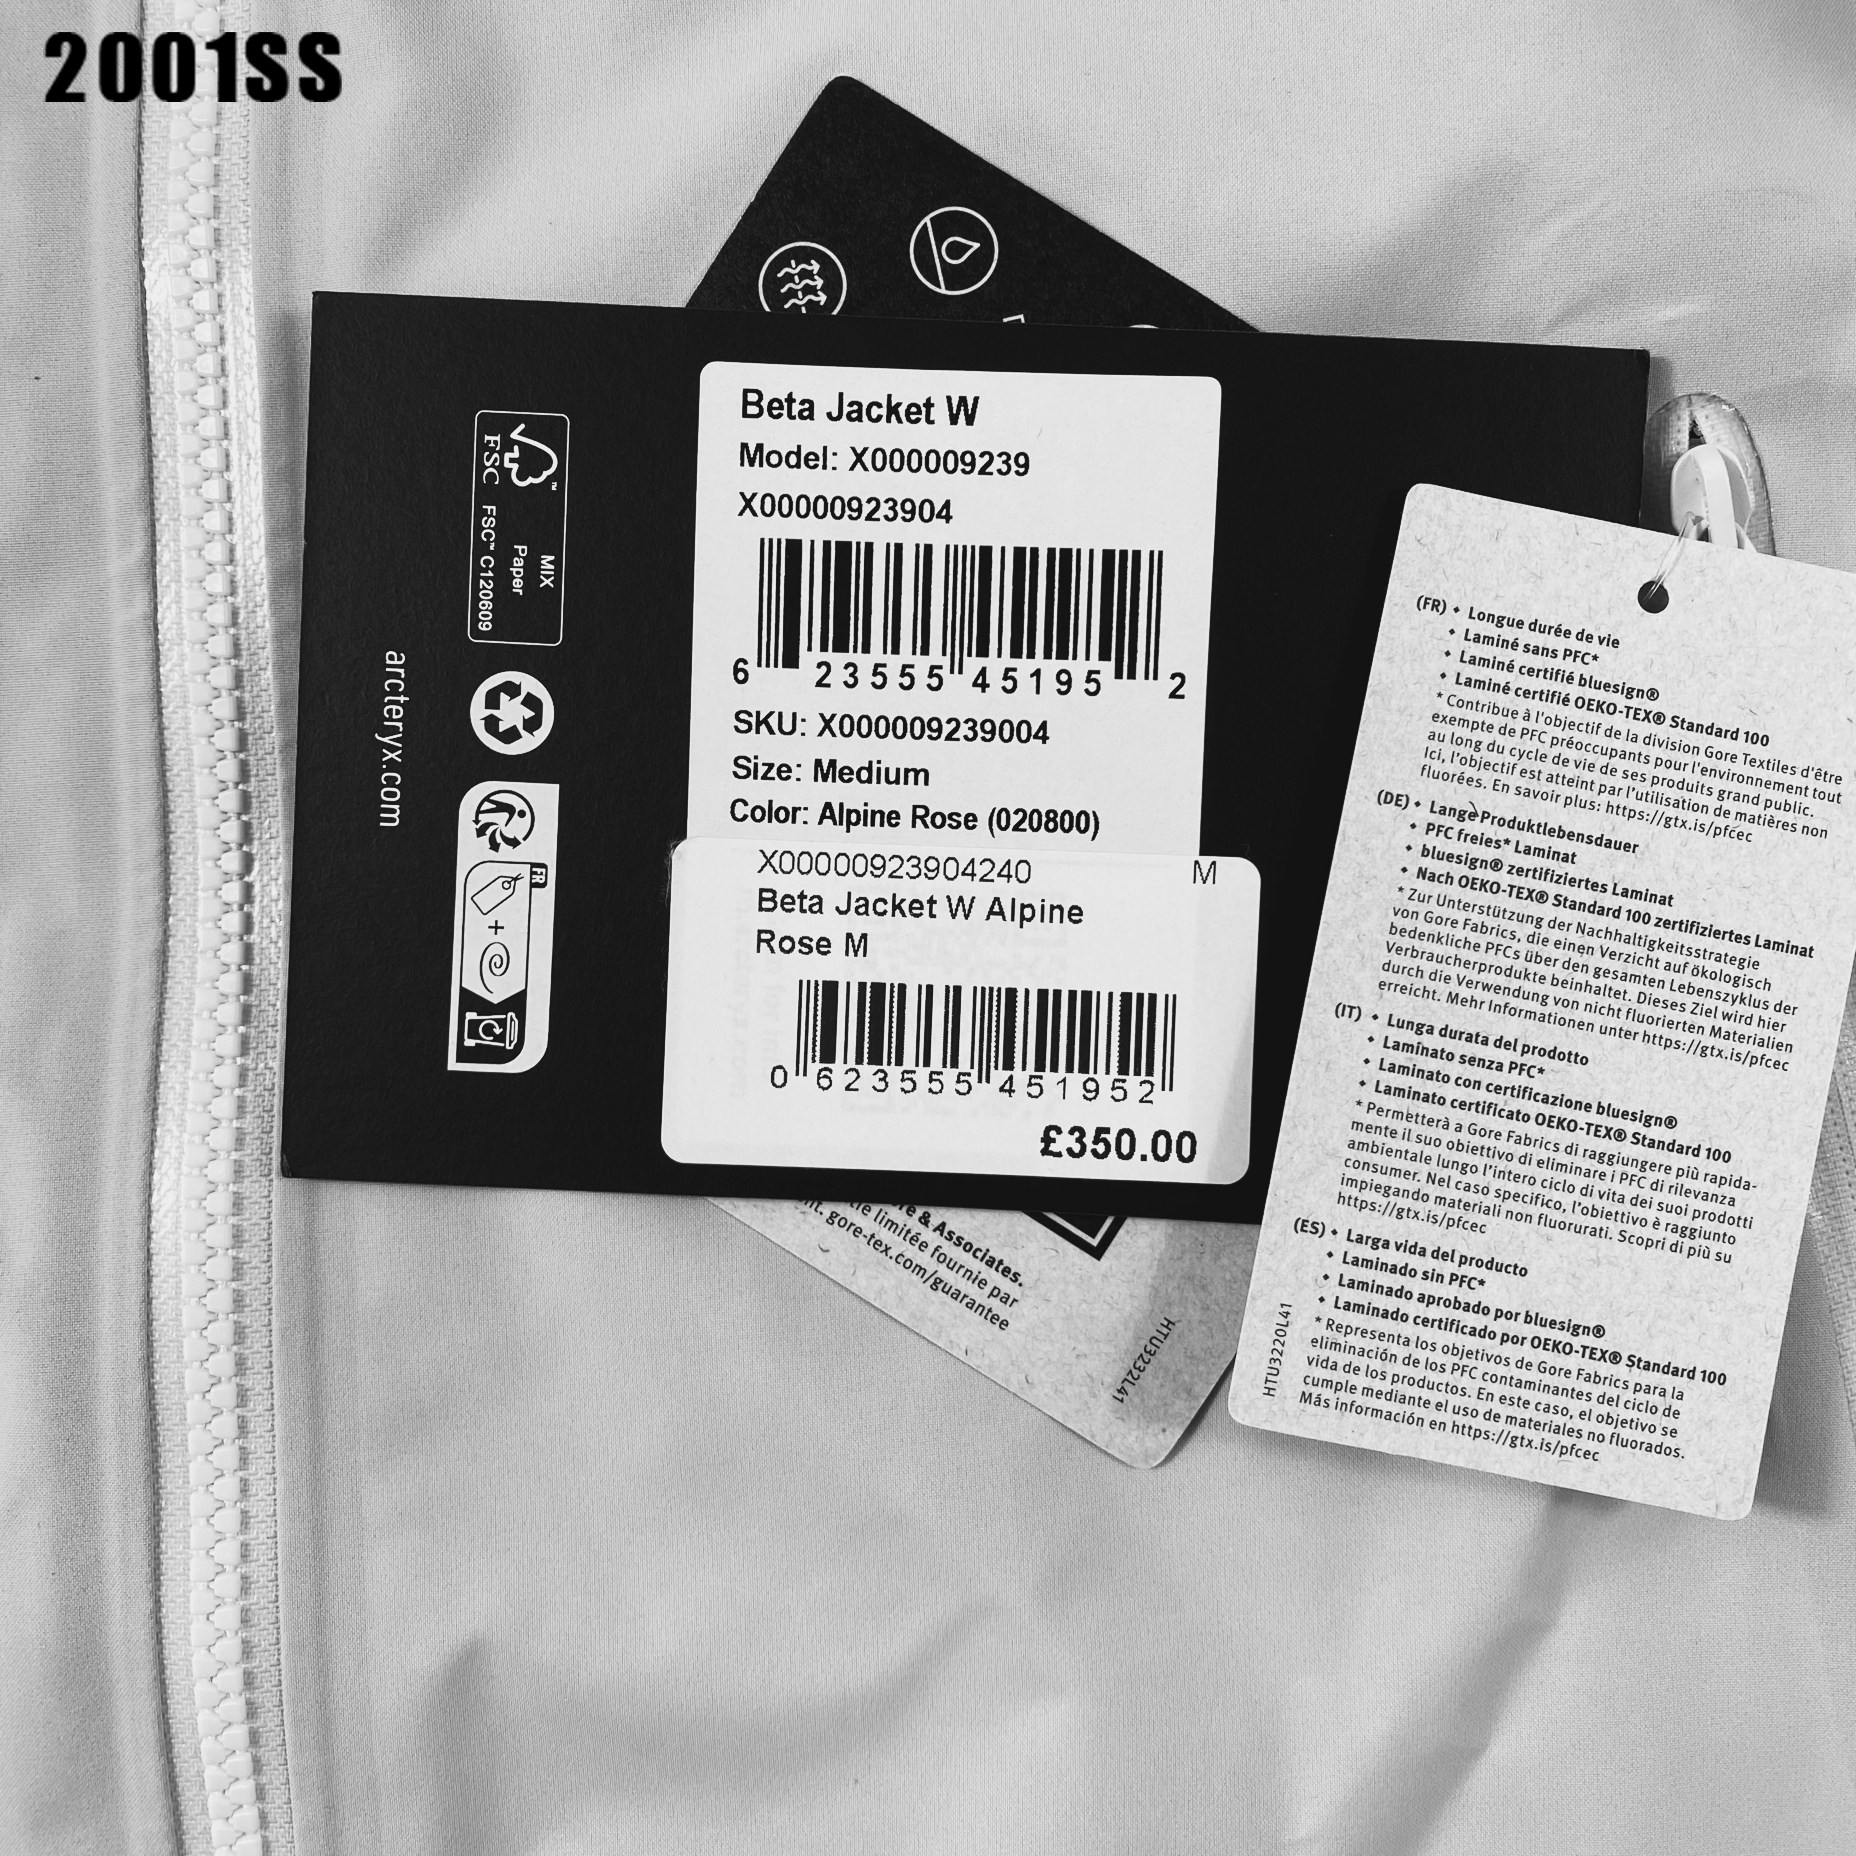 2001SS
Beta Jacket W
Model: X000009239
X00000923904
6 23555 45195 2
SKU: X000009239004
Size: Medium
Color: Alpine Rose (020800)
X00000923904240 M
Beta Jacket W Alpine
Rose M
0 623555 451952
£350.00
FSC
MIX
Paper
FSC™ C120609
arcteryx.com
FR
+
(FR) • Longue durée de vie
• Laminé sans PFC*
• Laminé certifié bluesign®
• Laminé certifié OEKO-TEX® Standard 100
* Contribue à l'objectif de la division Gore Textiles d'être
exempte de PFC préoccupants pour l'environnement tout
au long du cycle de vie de ses produits grand public.
Ici, l'objectif est atteint par l'utilisation de matières non
fluorées. En savoir plus: https://gtx.is/pfcec
(DE) • Lange Produktlebensdauer
• PFC freies* Laminat
• bluesign® zertifiziertes Laminat
• Nach OEKO-TEX® Standard 100 zertifiziertes Laminat
* Zur Unterstützung der Nachhaltigkeitsstrategie
von Gore Fabrics, die einen Verzicht auf ökologisch
bedenkliche PFCs über den gesamten Lebenszyklus der
Verbraucherprodukte beinhaltet. Dieses Ziel wird hier
durch die Verwendung von nicht fluorierten Materialien
erreicht. Mehr Informationen unter https://gtx.is/pfcec
(IT) • Lunga durata del prodotto
• Laminato senza PFC*
• Laminato con certificazione bluesign®
• Laminato certificato OEKO-TEX® Standard 100
* Permetterà a Gore Fabrics di raggiungere più rapida-
mente il suo obiettivo di eliminare i PFC di rilevanza
ambientale lungo l'intero ciclo di vita dei suoi prodotti
consumer. Nel caso specifico, l'obiettivo è raggiunto
impiegando materiali non fluorurati. Scopri di più su
https://gtx.is/pfcec
(ES) • Larga vida del producto
• Laminado sin PFC*
• Laminado aprobado por bluesign®
• Laminado certificado por OEKO-TEX® Standard 100
* Representa los objetivos de Gore Fabrics para la
eliminación de los PFC contaminantes del ciclo de
vida de los productos. En este caso, el objetivo se
cumple mediante el uso de materiales no fluorados.
Más información en https://gtx.is/pfcec
HTU3220L41
& Associates.
limitée fournie par
gore-tex.com/guarantee
HTU3232L41